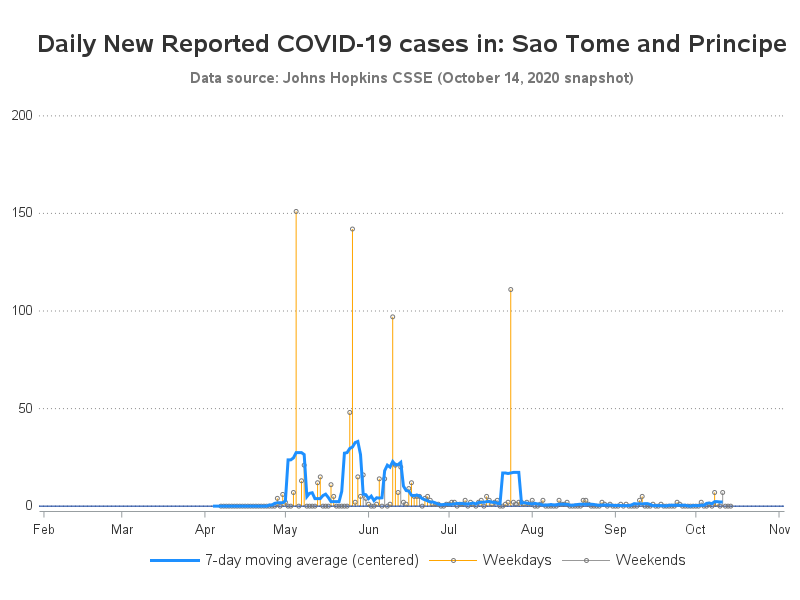 Daily New Reported COVID-19 cases in: Sao Tome and Principe
Data source: Johns Hopkins CSSE (October 14, 2020 snapshot)
200
150
100
50
0
Feb Mar Apr May Jun Jul Aug Sep Oct Nov
7-day moving average (centered) Weekdays Weekends